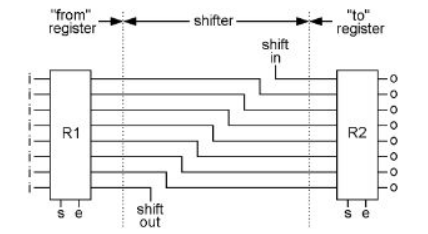 "from"
register
shifter
"to"
register
shift
in
i
i
i
i
i
i
i
i
R1
R2
o
o
o
o
o
o
o
o
shift
out
s e
s e